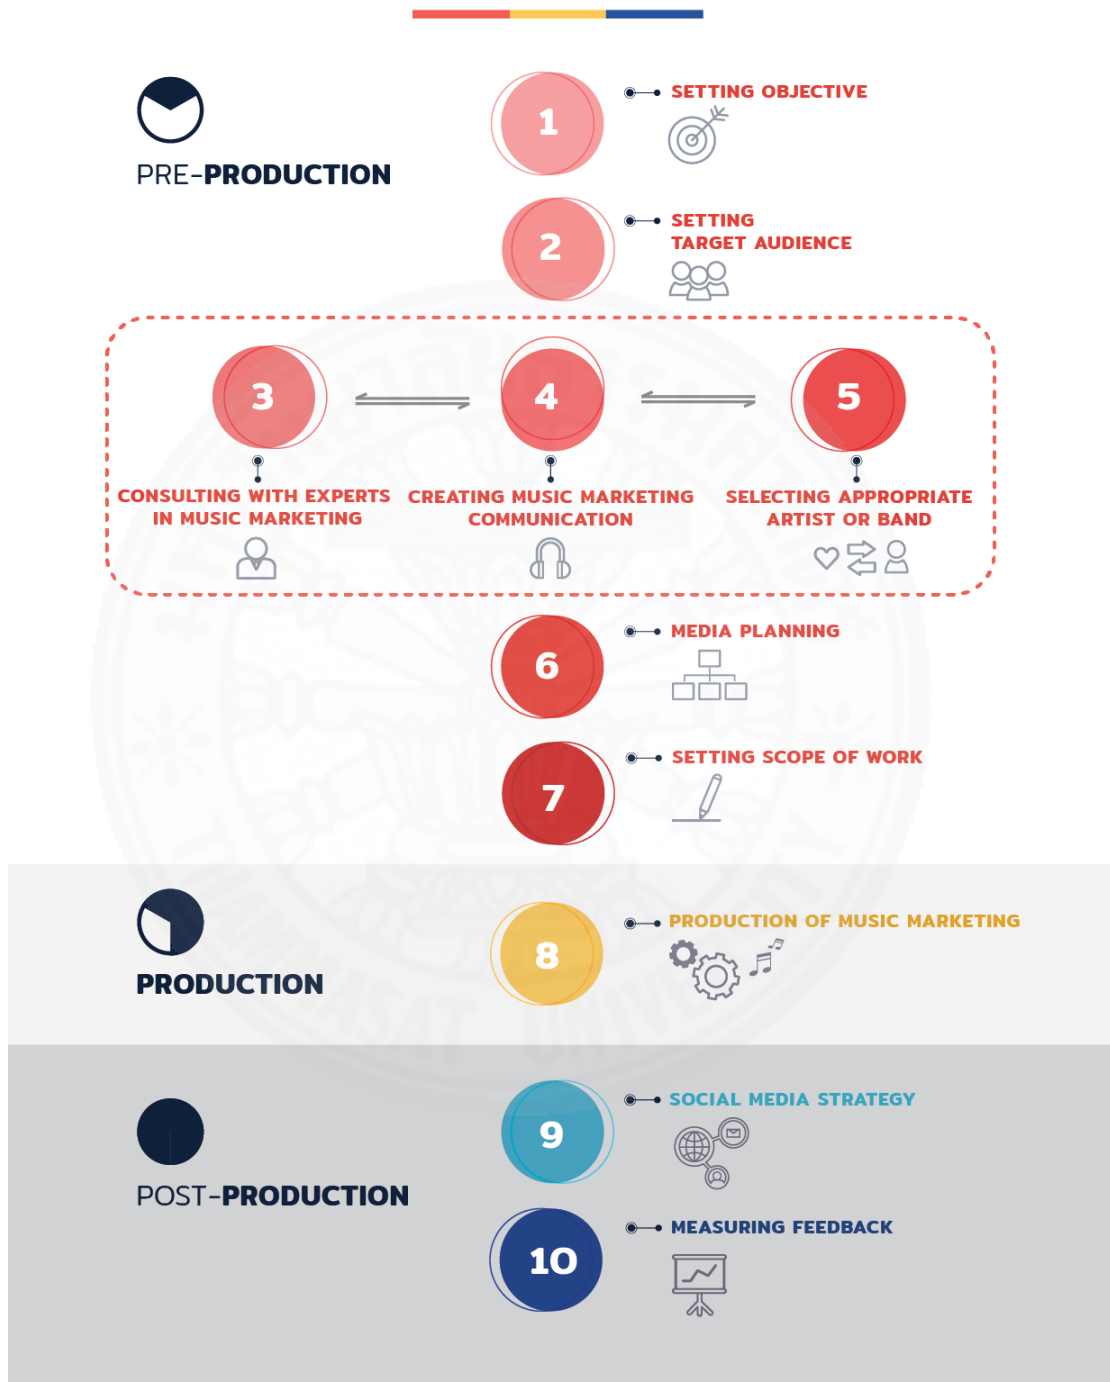 PRE-PRODUCTION
1
SETTING OBJECTIVE
2
SETTING
TARGET AUDIENCE
3
4
5
CONSULTING WITH EXPERTS
IN MUSIC MARKETING
CREATING MUSIC MARKETING
COMMUNICATION
SELECTING APPROPRIATE
ARTIST OR BAND
6
MEDIA PLANNING
7
SETTING SCOPE OF WORK
PRODUCTION
8
PRODUCTION OF MUSIC MARKETING
POST-PRODUCTION
9
SOCIAL MEDIA STRATEGY
10
MEASURING FEEDBACK
THAMMASAT UNIVERSITY